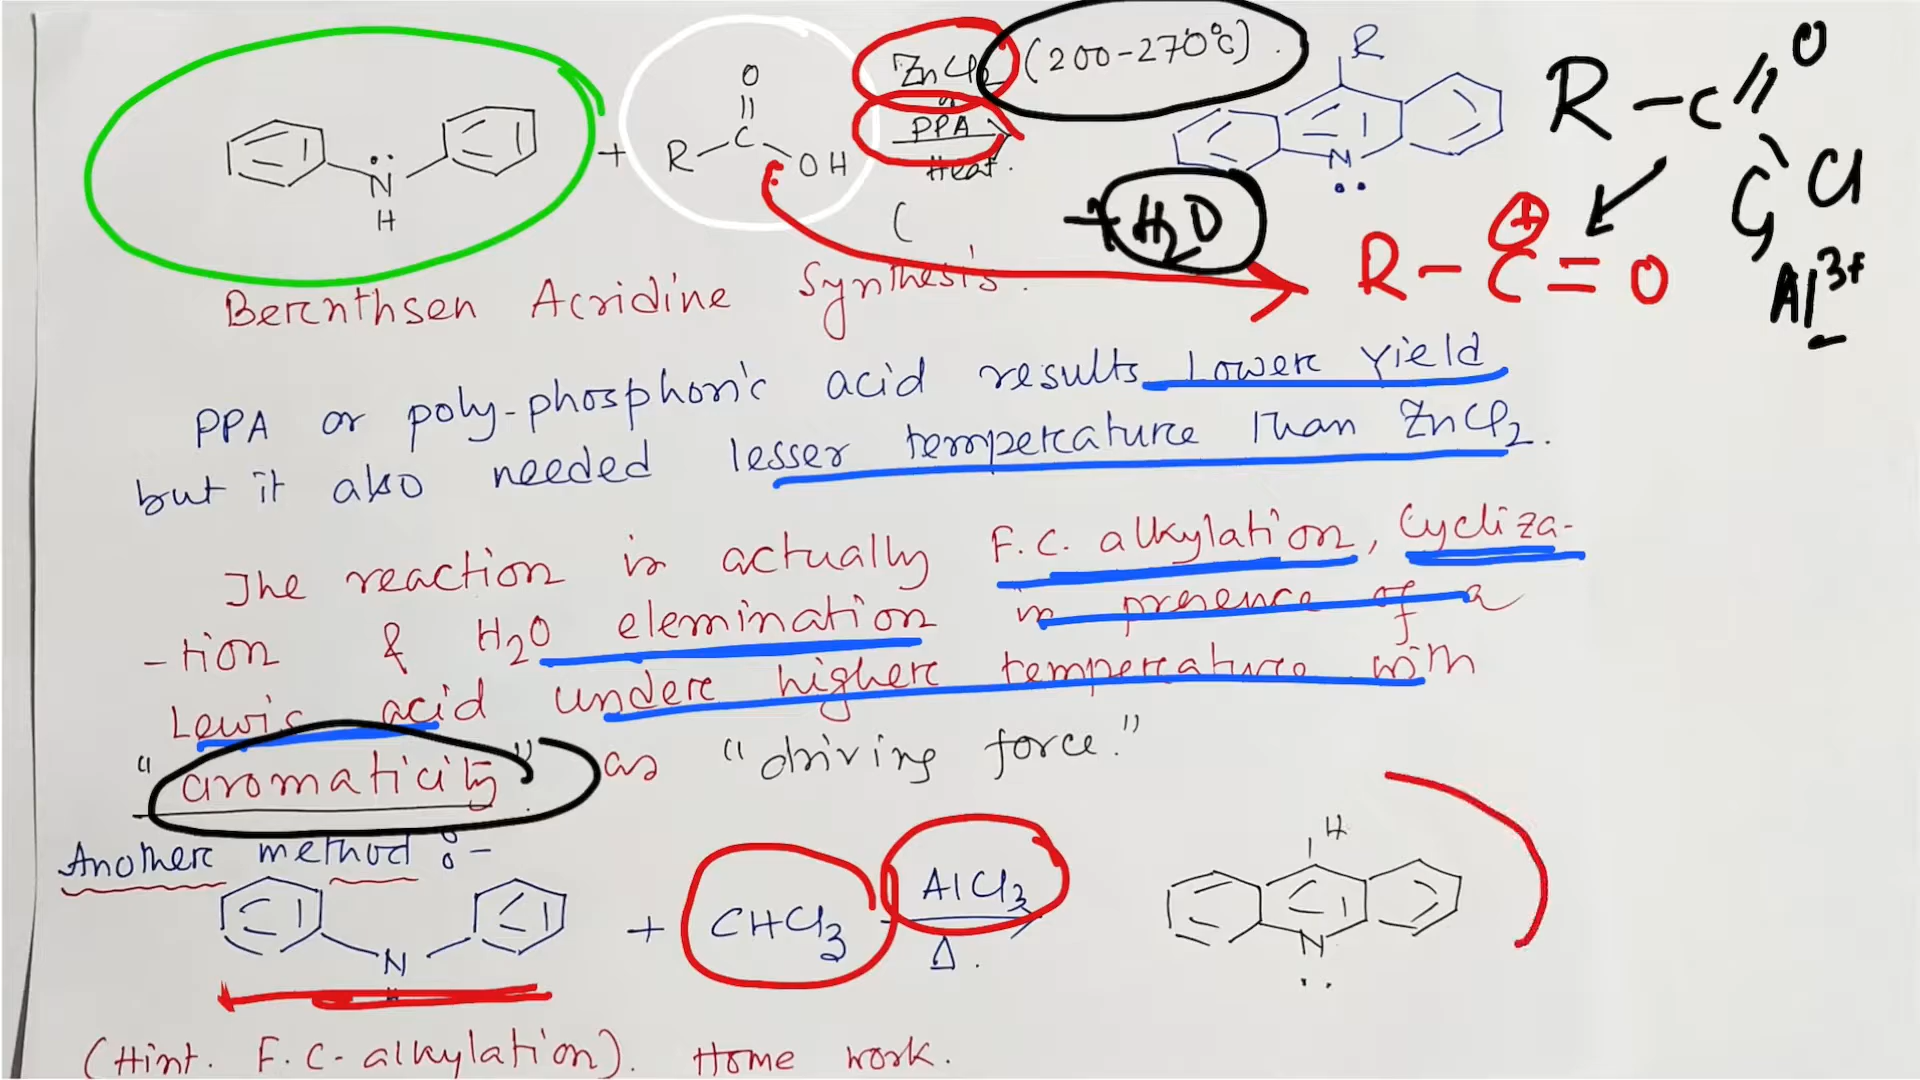 ZnCl2 (200-270°C).
or
PPA
Heat.
R-C(=O)-OH
N
H
+
R
N
R-C=O
Cl
Al3+
(
+ H2O
R-C=O
+
Bernthsen Acridine Synthesis.
PPA or poly-phosphoric acid results Lower Yield
but it also needed lesser temperature than ZnCl2.
The reaction is actually F.C. alkylation, Cycliza-
-tion & H2O elemination in presence of a
Lewis acid under higher temperature with
"aromaticity" as "driving force."
Another method :-
N
H
+ CHCl3
AlCl3
Δ.
H
N
(Hint. F.C-alkylation). Home work.